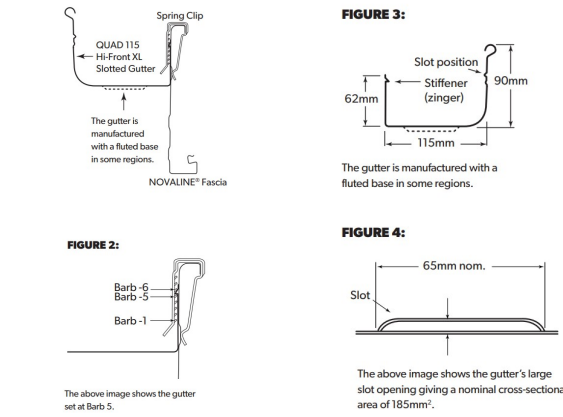 Spring Clip
QUAD 115
Hi-Front XL
Slotted Gutter
The gutter is
manufactured
with a fluted base
in some regions.
NOVALINE® Fascia
FIGURE 3:
Slot position
Stiffener
(zinger)
90mm
62mm
115mm
The gutter is manufactured with a
fluted base in some regions.
FIGURE 2:
Barb -6
Barb -5
Barb -1
The above image shows the gutter
set at Barb 5.
FIGURE 4:
65mm nom.
Slot
The above image shows the gutter's large
slot opening giving a nominal cross-sectiona
area of 185mm².